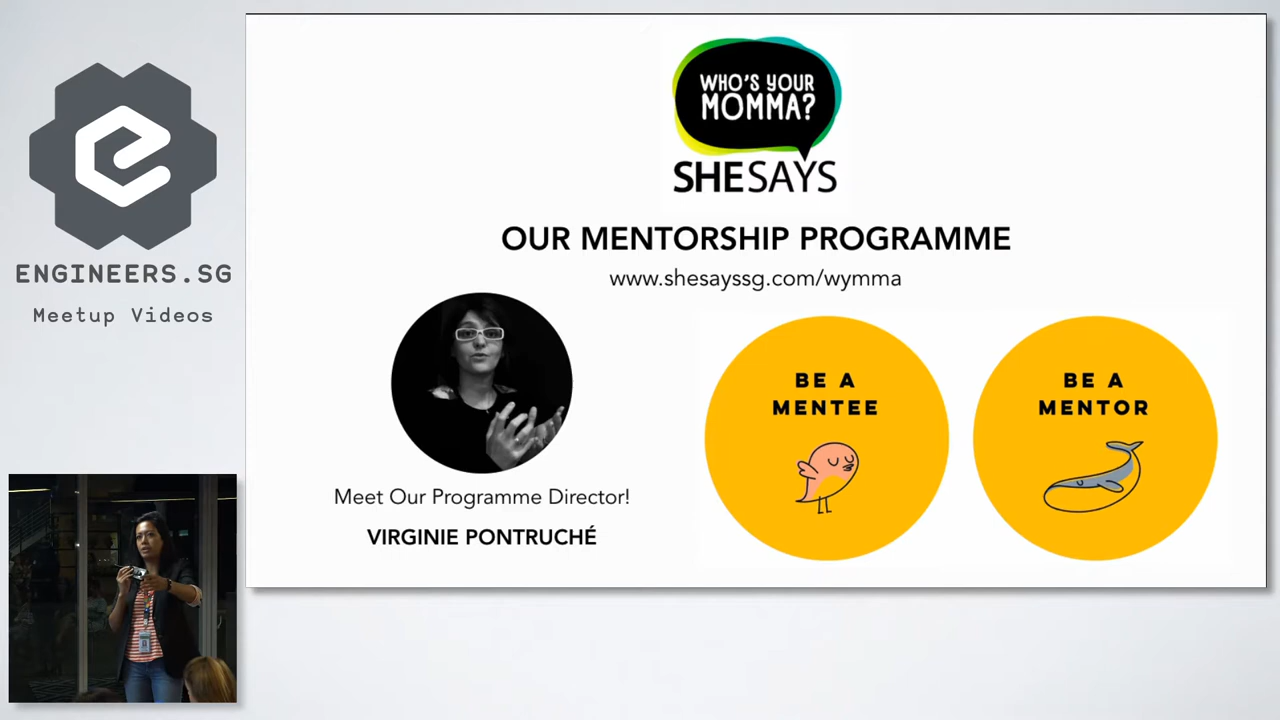 ENGINEERS.SG
Meetup Videos
WHO'S YOUR
MOMMA?
SHESAYS
OUR MENTORSHIP PROGRAMME
www.shesayssg.com/wymma
Meet Our Programme Director!
VIRGINIE PONTRUCHÉ
BE A
MENTEE
BE A
MENTOR